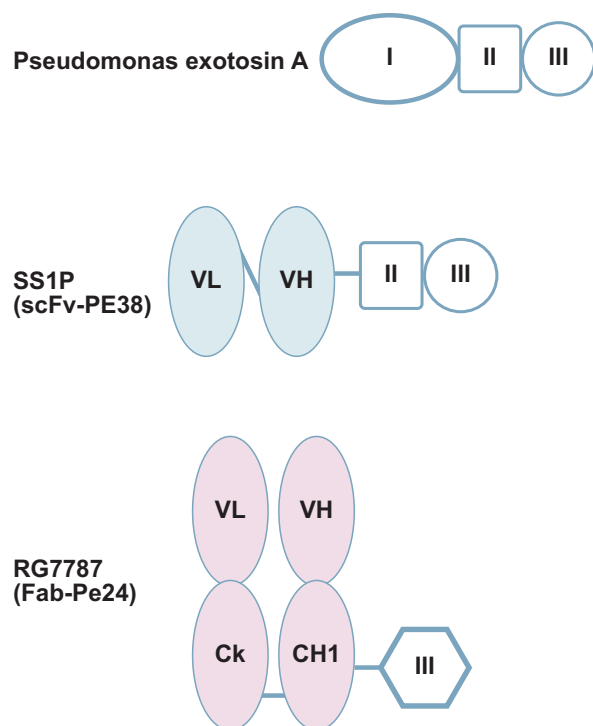 Pseudomonas exotosin A
I
II
III
SS1P
(scFv-PE38)
VL
VH
II
III
RG7787
(Fab-Pe24)
VL
VH
Ck
CH1
III